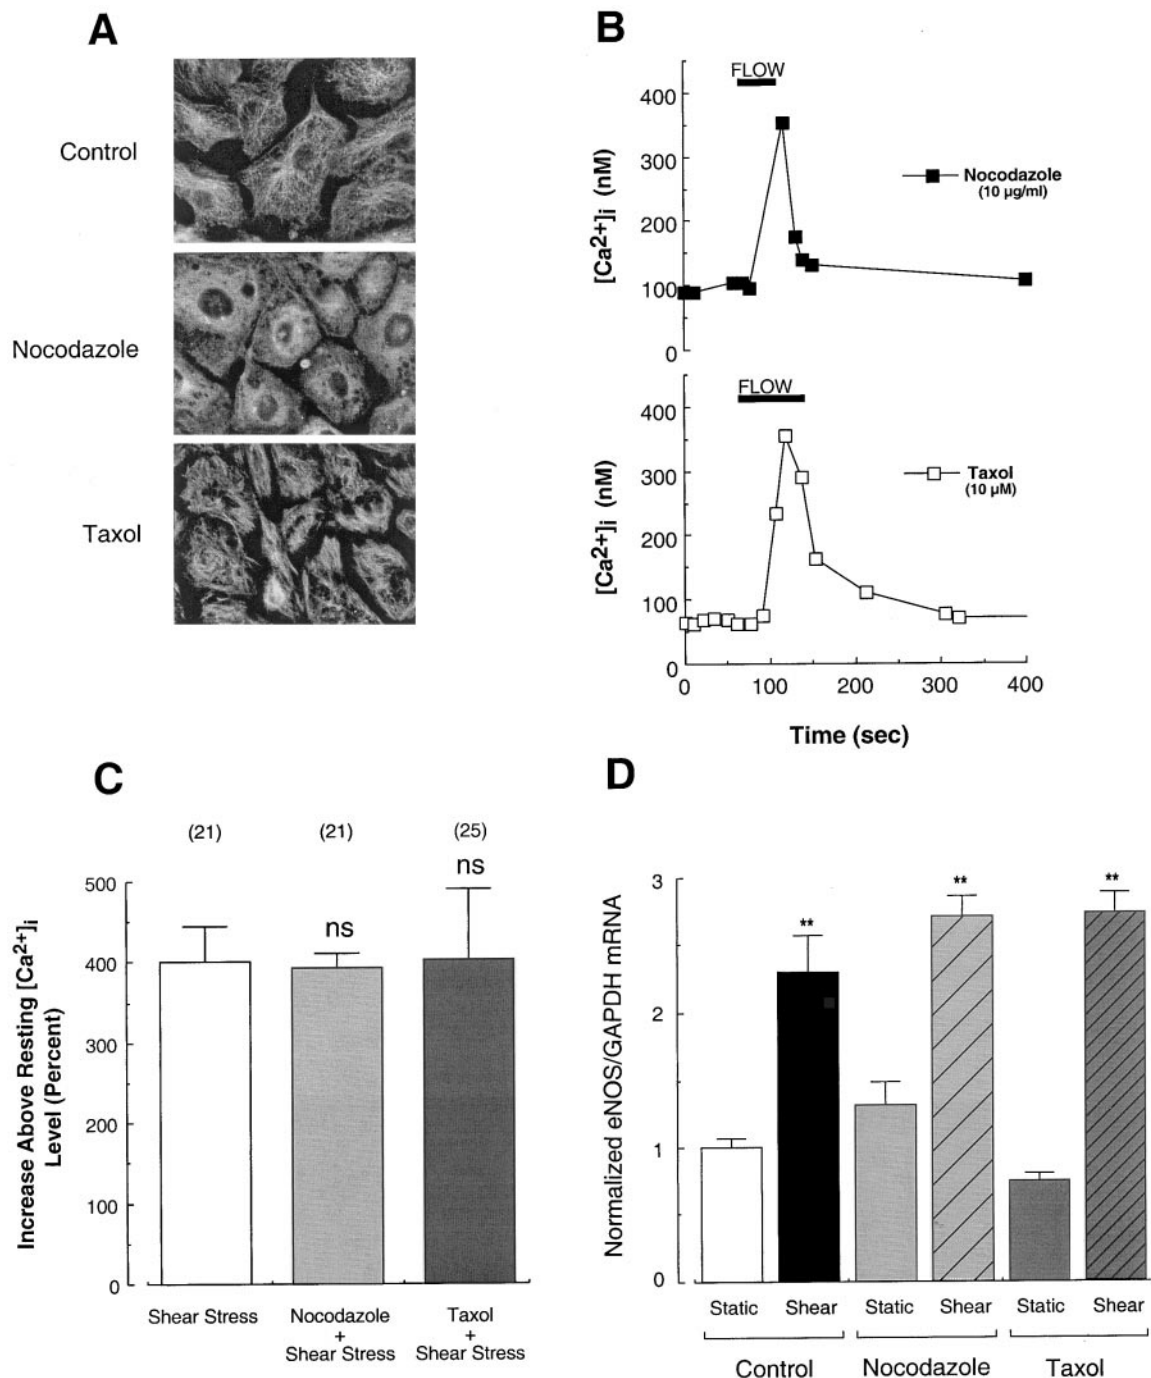 A
Control
Nocodazole
Taxol
B
FLOW
400
300
200
100
0
[Ca2+]i (nM)
Nocodazole
(10 µg/ml)
FLOW
400
300
200
100
0
[Ca2+]i (nM)
Taxol
(10 µM)
0 100 200 300 400
Time (sec)
C
(21) (21) (25)
ns
ns
500
400
300
200
100
0
Increase Above Resting [Ca2+]i
Level (Percent)
Shear Stress
Nocodazole
+
Shear Stress
Taxol
+
Shear Stress
D
3
2
1
0
Normalized eNOS/GAPDH mRNA
** ** **
Static Shear Static Shear Static Shear
Control Nocodazole Taxol